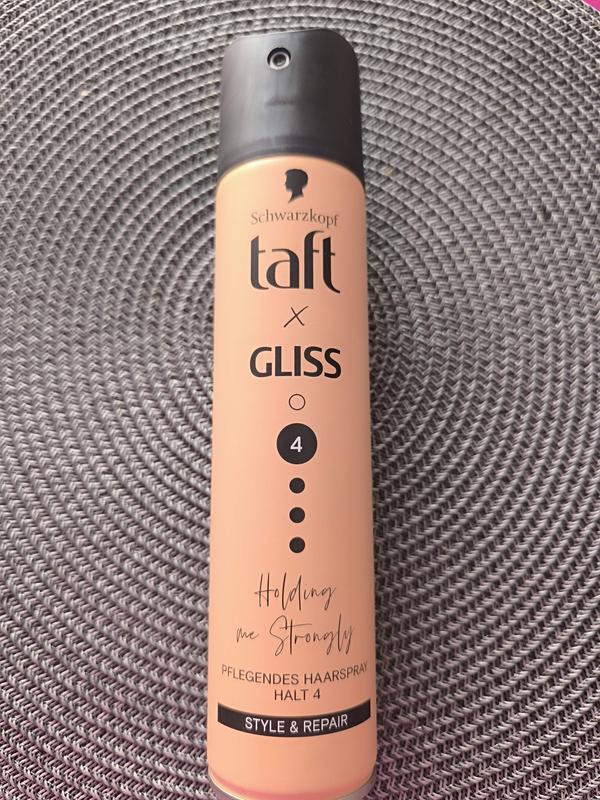 Schwarzkopf
taft
X
GLISS
4
Holding
me Strongly
PFLEGENDES HAARSPRAY
HALT 4
STYLE & REPAIR